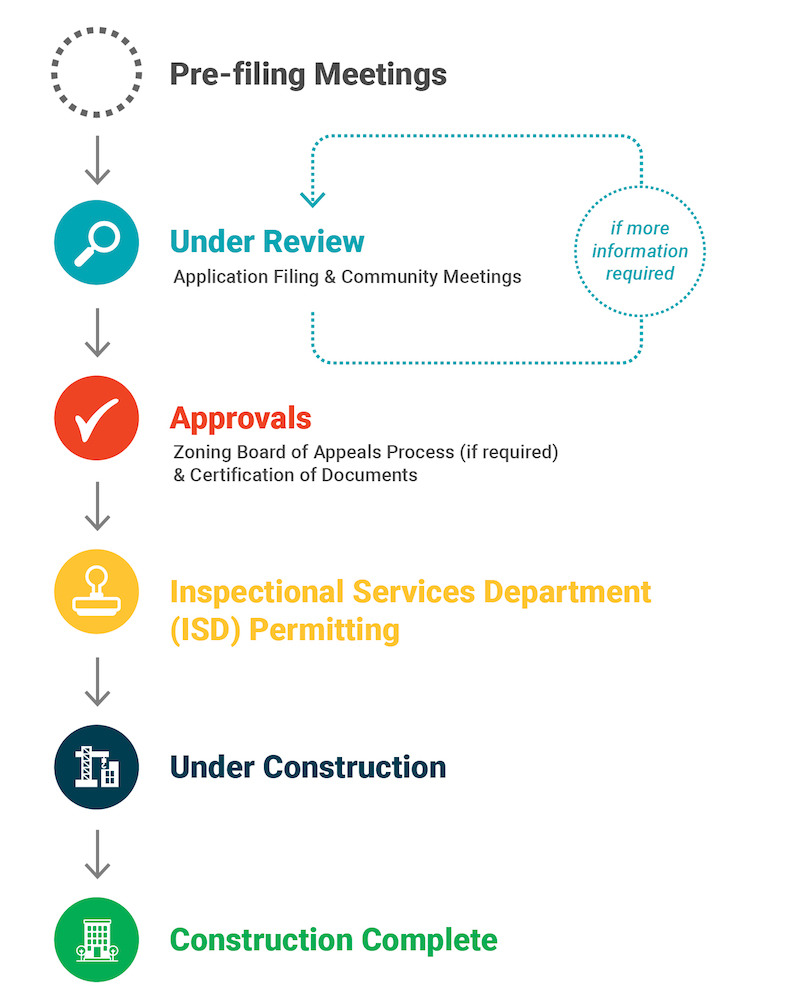 Pre-filing Meetings
Under Review
Application Filing & Community Meetings
if more
information
required
Approvals
Zoning Board of Appeals Process (if required)
& Certification of Documents
Inspectional Services Department
(ISD) Permitting
Under Construction
Construction Complete